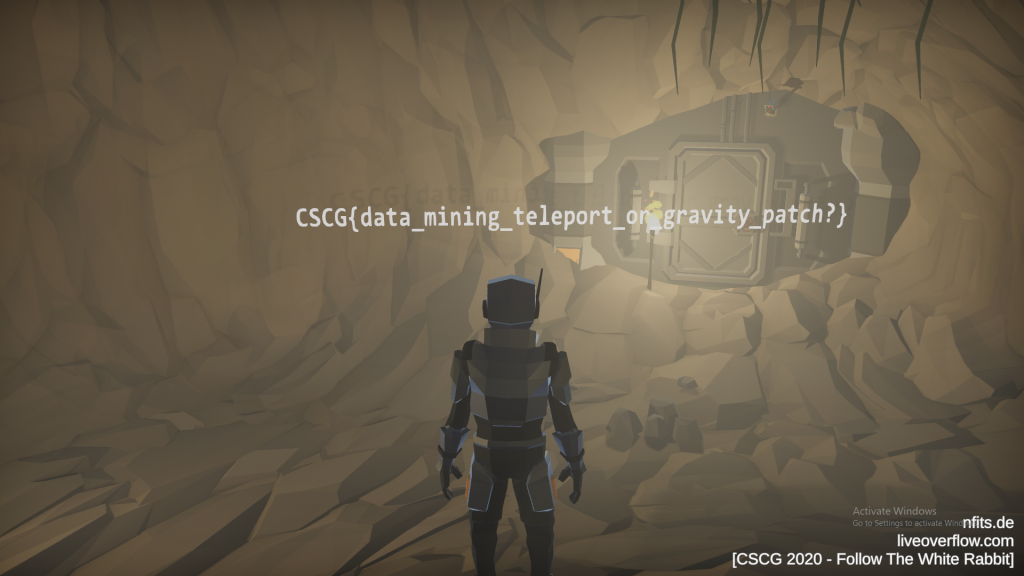 CSCG{data_mining_teleport_or_gravity_patch?}
Activate Windows
Go to Settings to activate
nfits.de
liveoverflow.com
[CSCG 2020 - Follow The White Rabbit]